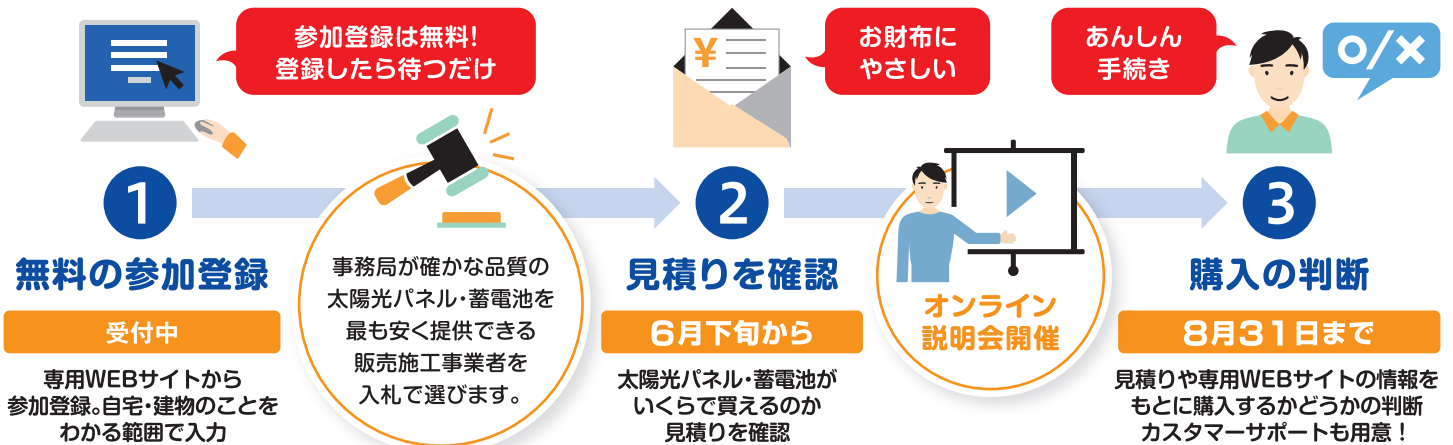 参加登録は無料!
登録したら待つだけ
¥
お財布に
やさしい
あんしん
手続き
○/×
1
無料の参加登録
受付中
専用WEBサイトから
参加登録。自宅・建物のことを
わかる範囲で入力
事務局が確かな品質の
太陽光パネル・蓄電池を
最も安く提供できる
販売施工事業者を
入札で選びます。
2
見積りを確認
6月下旬から
太陽光パネル・蓄電池が
いくらで買えるのか
見積りを確認
オンライン
説明会開催
3
購入の判断
8月31日まで
見積りや専用WEBサイトの情報を
もとに購入するかどうかの判断
カスタマーサポートも用意!